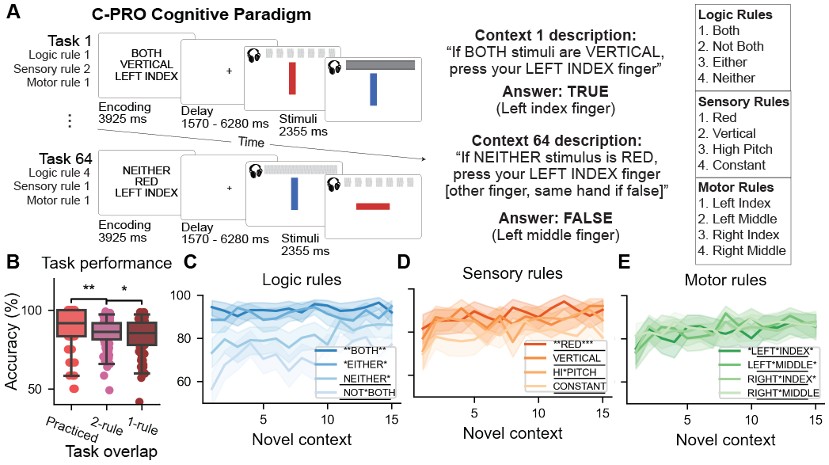 A
C-PRO Cognitive Paradigm
Task 1
Logic rule 1
Sensory rule 2
Motor rule 1
BOTH
VERTICAL
LEFT INDEX
+
Encoding
3925 ms
Delay
1570 - 6280 ms
Stimuli
2355 ms
Time
Task 64
Logic rule 4
Sensory rule 1
Motor rule 1
NEITHER
RED
LEFT INDEX
+
Encoding
3925 ms
Delay
1570 - 6280 ms
Stimuli
2355 ms
Context 1 description:
“If BOTH stimuli are VERTICAL,
press your LEFT INDEX finger”
Answer: TRUE
(Left index finger)
Context 64 description:
“If NEITHER stimulus is RED,
press your LEFT INDEX finger
[other finger, same hand if false]”
Answer: FALSE
(Left middle finger)
Logic Rules
1. Both
2. Not Both
3. Either
4. Neither
Sensory Rules
1. Red
2. Vertical
3. High Pitch
4. Constant
Motor Rules
1. Left Index
2. Left Middle
3. Right Index
4. Right Middle
B
Task performance
**
*
Accuracy (%)
100
50
Practiced
2-rule
1-rule
Task overlap
C
Logic rules
100
80
60
**BOTH**
*EITHER*
NEITHER*
NOT*BOTH
5
10
15
Novel context
D
Sensory rules
**RED***
VERTICAL
HI*PITCH
CONSTANT
5
10
15
Novel context
E
Motor rules
*LEFT*INDEX*
LEFT*MIDDLE*
RIGHT*INDEX*
RIGHT*MIDDLE
5
10
15
Novel context